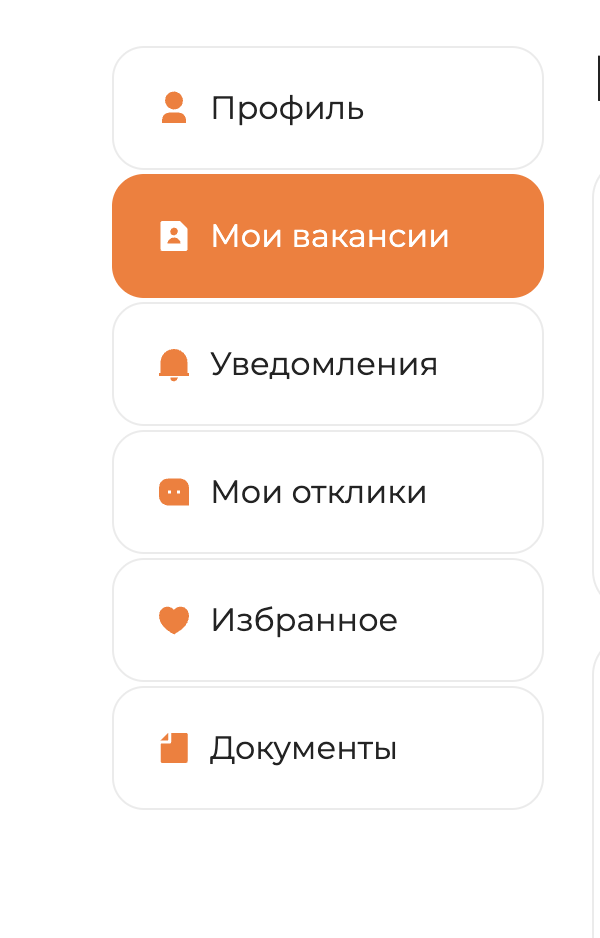 Профиль
Мои вакансии
Уведомления
Мои отклики
Избранное
Документы